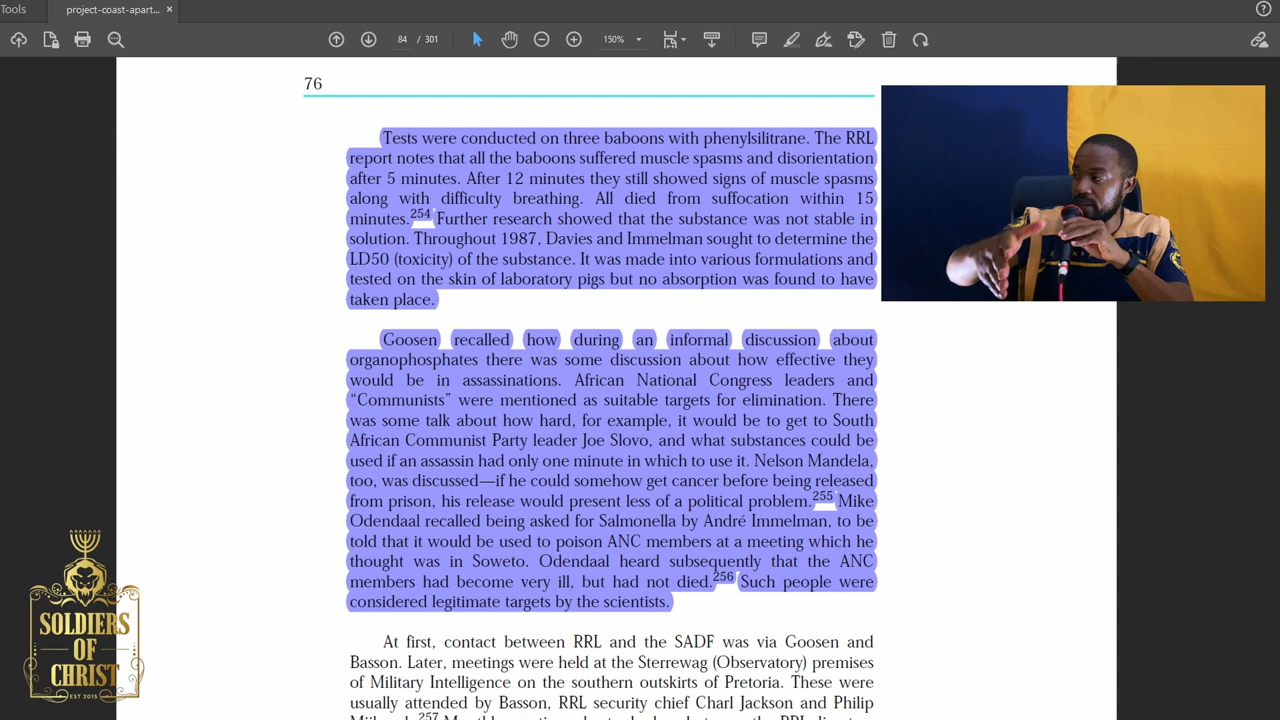 Tools
project-coast-apart... ×
84 / 301
150%
76
Tests were conducted on three baboons with phenylsilitrane. The RRL
report notes that all the baboons suffered muscle spasms and disorientation
after 5 minutes. After 12 minutes they still showed signs of muscle spasms
along with difficulty breathing. All died from suffocation within 15
minutes.254 Further research showed that the substance was not stable in
solution. Throughout 1987, Davies and Immelman sought to determine the
LD50 (toxicity) of the substance. It was made into various formulations and
tested on the skin of laboratory pigs but no absorption was found to have
taken place.
Goosen recalled how during an informal discussion about
organophosphates there was some discussion about how effective they
would be in assassinations. African National Congress leaders and
“Communists” were mentioned as suitable targets for elimination. There
was some talk about how hard, for example, it would be to get to South
African Communist Party leader Joe Slovo, and what substances could be
used if an assassin had only one minute in which to use it. Nelson Mandela,
too, was discussed—if he could somehow get cancer before being released
from prison, his release would present less of a political problem.255 Mike
Odendaal recalled being asked for Salmonella by André Immelman, to be
told that it would be used to poison ANC members at a meeting which he
thought was in Soweto. Odendaal heard subsequently that the ANC
members had become very ill, but had not died.256 Such people were
considered legitimate targets by the scientists.
At first, contact between RRL and the SADF was via Goosen and
Basson. Later, meetings were held at the Sterrewag (Observatory) premises
of Military Intelligence on the southern outskirts of Pretoria. These were
usually attended by Basson, RRL security chief Charl Jackson and Philip
SOLDIERS
OF
CHRIST
EST 2015